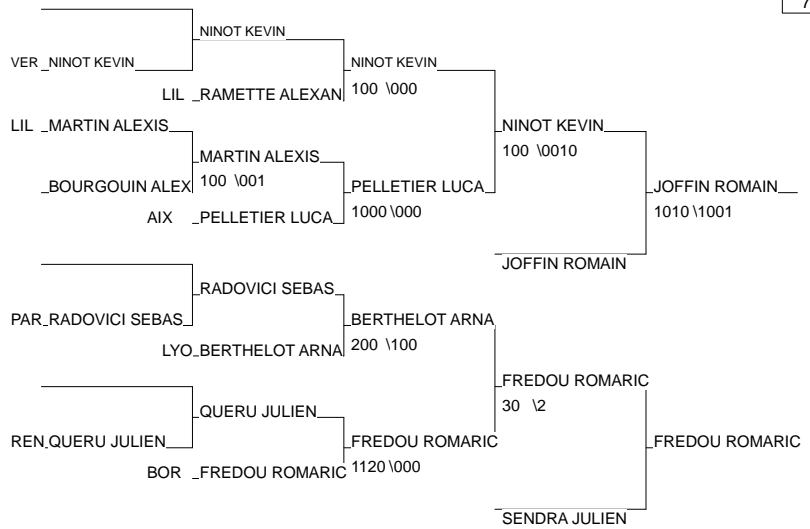 7
NINOT KEVIN
VER NINOT KEVIN
NINOT KEVIN
LIL RAMETTE ALEXAN
100 \000
LIL MARTIN ALEXIS
NINOT KEVIN
100 \0010
MARTIN ALEXIS
100 \001
BOURGOUIN ALEX
PELLETIER LUCA
JOFFIN ROMAIN
AIX PELLETIER LUCA
1000 \000
1010 \1001
JOFFIN ROMAIN
RADOVICI SEBAS
PAR RADOVICI SEBAS
BERTHELOT ARNA
LYO BERTHELOT ARNA
200 \100
FREDOU ROMARIC
30 \2
QUERU JULIEN
REN QUERU JULIEN
FREDOU ROMARIC
FREDOU ROMARIC
BOR FREDOU ROMARIC
1120 \000
SENDRA JULIEN